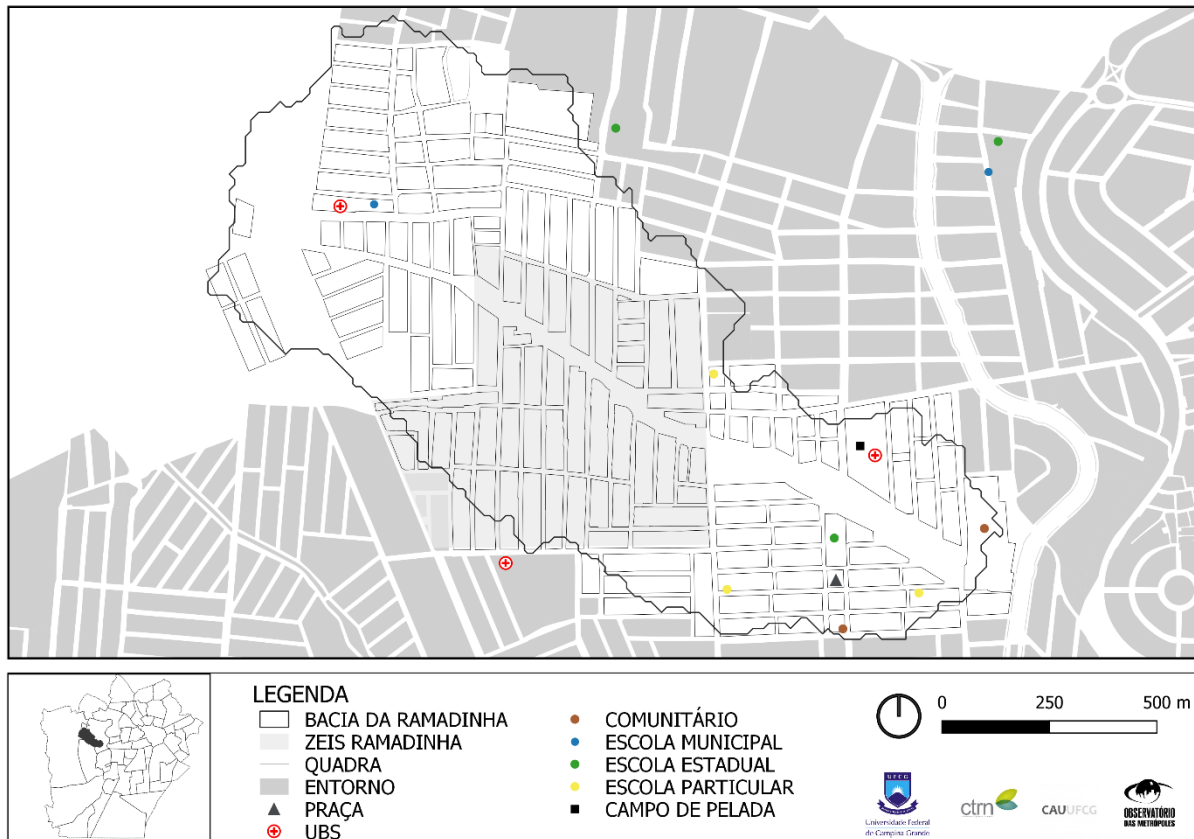 LEGENDA
BACIA DA RAMADINHA
ZEIS RAMADINHA
QUADRA
ENTORNO
PRAÇA
UBS
COMUNITÁRIO
ESCOLA MUNICIPAL
ESCOLA ESTADUAL
ESCOLA PARTICULAR
CAMPO DE PELADA
0 250 500 m
UFCG
Universidade Federal
de Campina Grande
ctrn
CAUUFCG
OBSERVATÓRIO
DAS METRÓPOLES